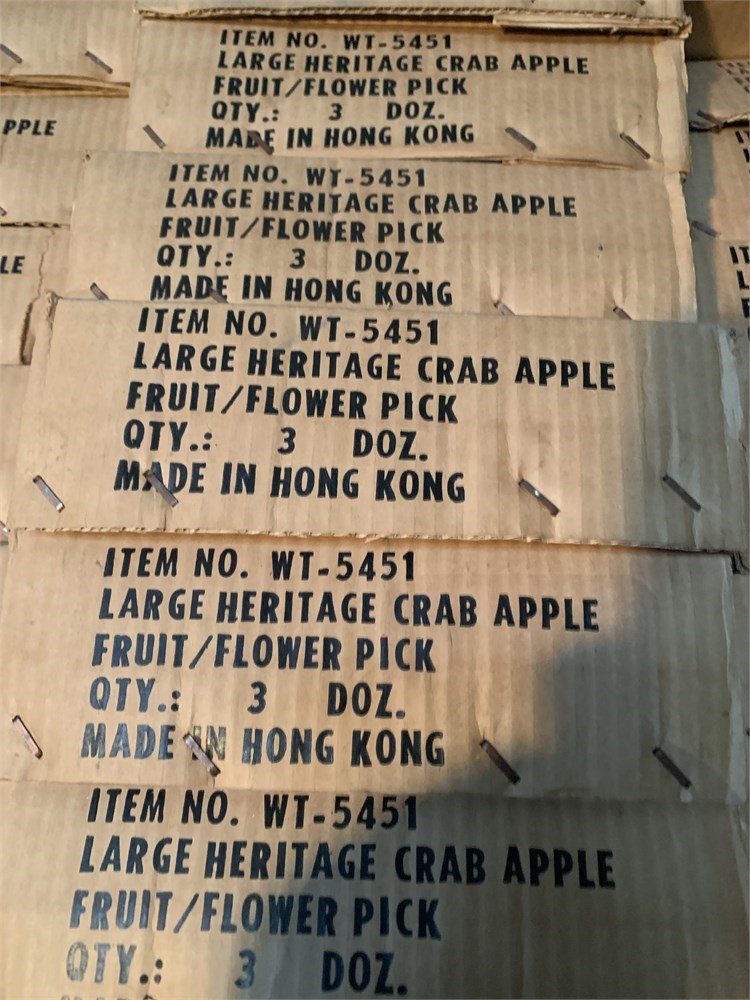 ITEM NO. WT-5451
LARGE HERITAGE CRAB APPLE
FRUIT/FLOWER PICK
QTY.: 3 DOZ.
MADE IN HONG KONG
PPLE
ITEM NO. WT-5451
LARGE HERITAGE CRAB APPLE
FRUIT/FLOWER PICK
QTY.: 3 DOZ.
MADE IN HONG KONG
LE
IT
L
F
ITEM NO. WT-5451
LARGE HERITAGE CRAB APPLE
FRUIT/FLOWER PICK
QTY.: 3 DOZ.
MADE IN HONG KONG
ITEM NO. WT-5451
LARGE HERITAGE CRAB APPLE
FRUIT/FLOWER PICK
QTY.: 3 DOZ.
MADE IN HONG KONG
ITEM NO. WT-5451
LARGE HERITAGE CRAB APPLE
FRUIT/FLOWER PICK
QTY.: 3 DOZ.